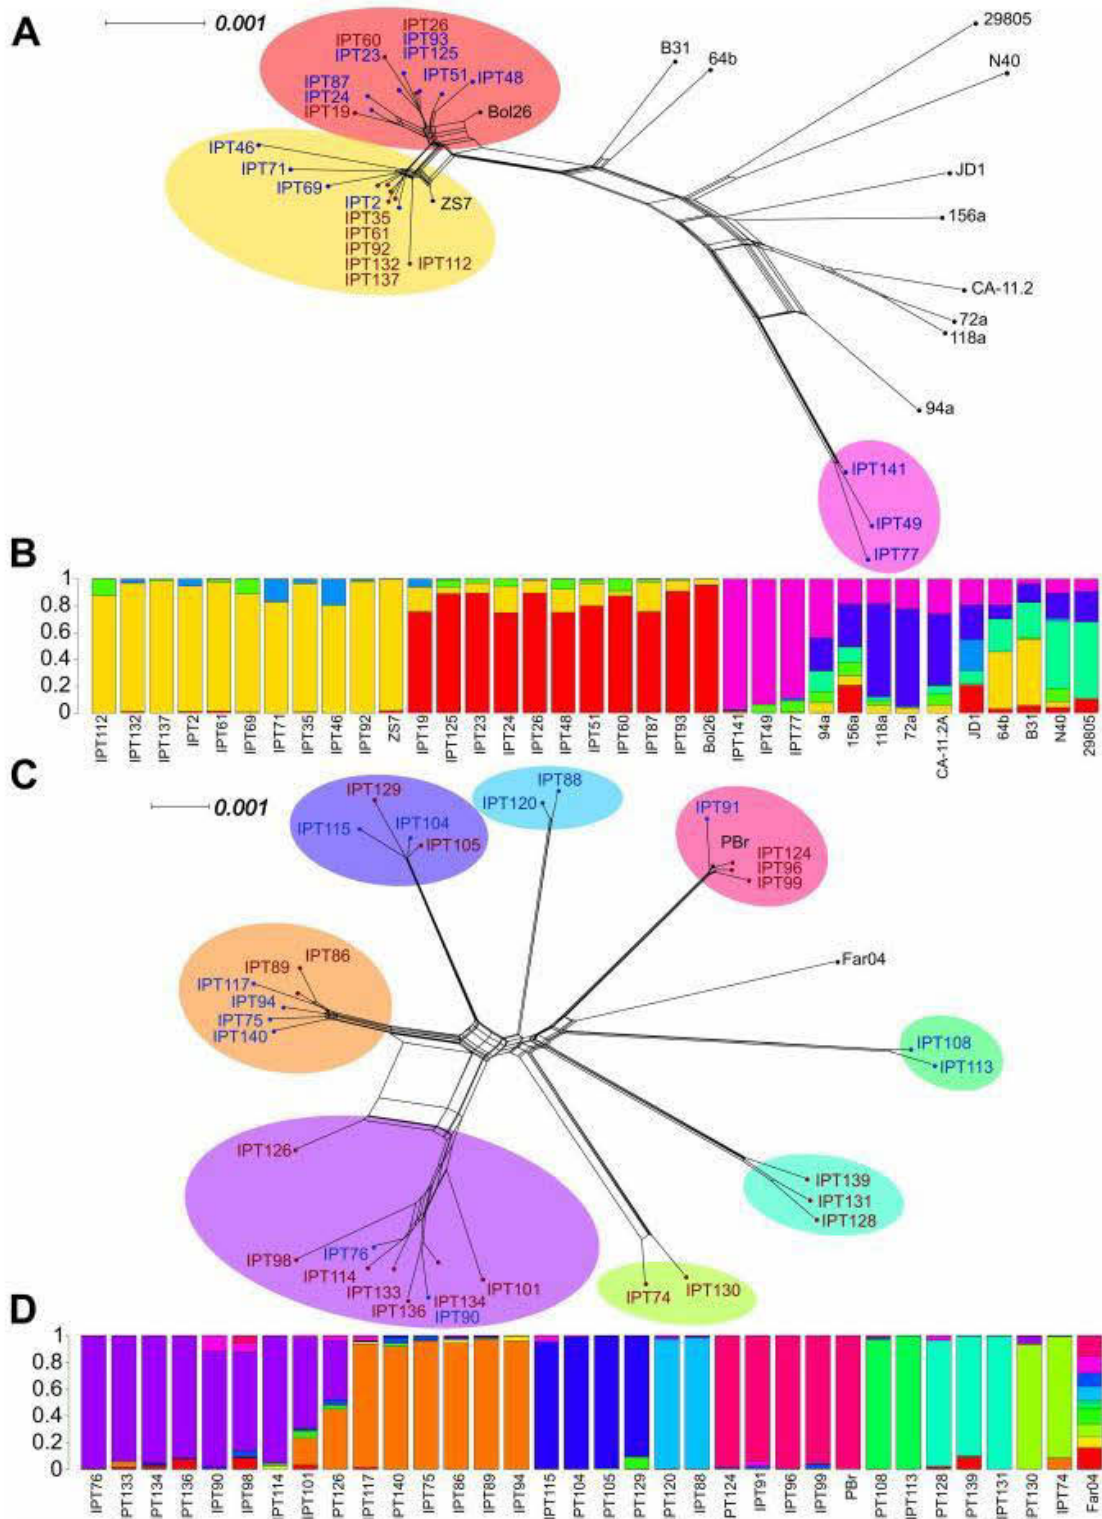 A
0.001
IPT26
IPT60 IPT93
IPT23 IPT125
IPT51 IPT48
IPT87
IPT24
IPT19
Bol26
B31
64b
29805
N40
IPT46
IPT71
IPT69
IPT2
ZS7
IPT35
IPT61
IPT92
IPT132 IPT112
IPT137
JD1
156a
CA-11.2
72a
118a
94a
IPT141
IPT49
IPT77
B
1
0.8
0.6
0.4
0.2
0
IPT112 IPT132 IPT137 IPT2 IPT61 IPT69 IPT71 IPT35 IPT46 IPT92 ZS7 IPT19 IPT125 IPT23 IPT24 IPT26 IPT48 IPT51 IPT60 IPT87 IPT93 Bol26 IPT141 IPT49 IPT77 94a 156a 118a 72a CA-11.2A JD1 64b B31 N40 29805
C
0.001
IPT129
IPT115 IPT104
IPT105
IPT88
IPT120
IPT91
PBr
IPT124
IPT96
IPT99
IPT86
IPT89
IPT117
IPT94
IPT75
IPT140
Far04
IPT108
IPT113
IPT126
IPT139
IPT131
IPT128
IPT98
IPT76
IPT114
IPT133
IPT136
IPT134
IPT90
IPT101
IPT74 IPT130
D
1
0.8
0.6
0.4
0.2
0
IPT76 IPT133 IPT134 IPT136 IPT90 IPT98 IPT114 IPT101 IPT126 IPT117 IPT140 IPT75 IPT86 IPT89 IPT94 IPT115 IPT104 IPT105 IPT129 IPT120 IPT88 IPT124 IPT91 IPT96 IPT99 PBr IPT108 IPT113 IPT128 IPT139 IPT131 IPT130 IPT74 Far04